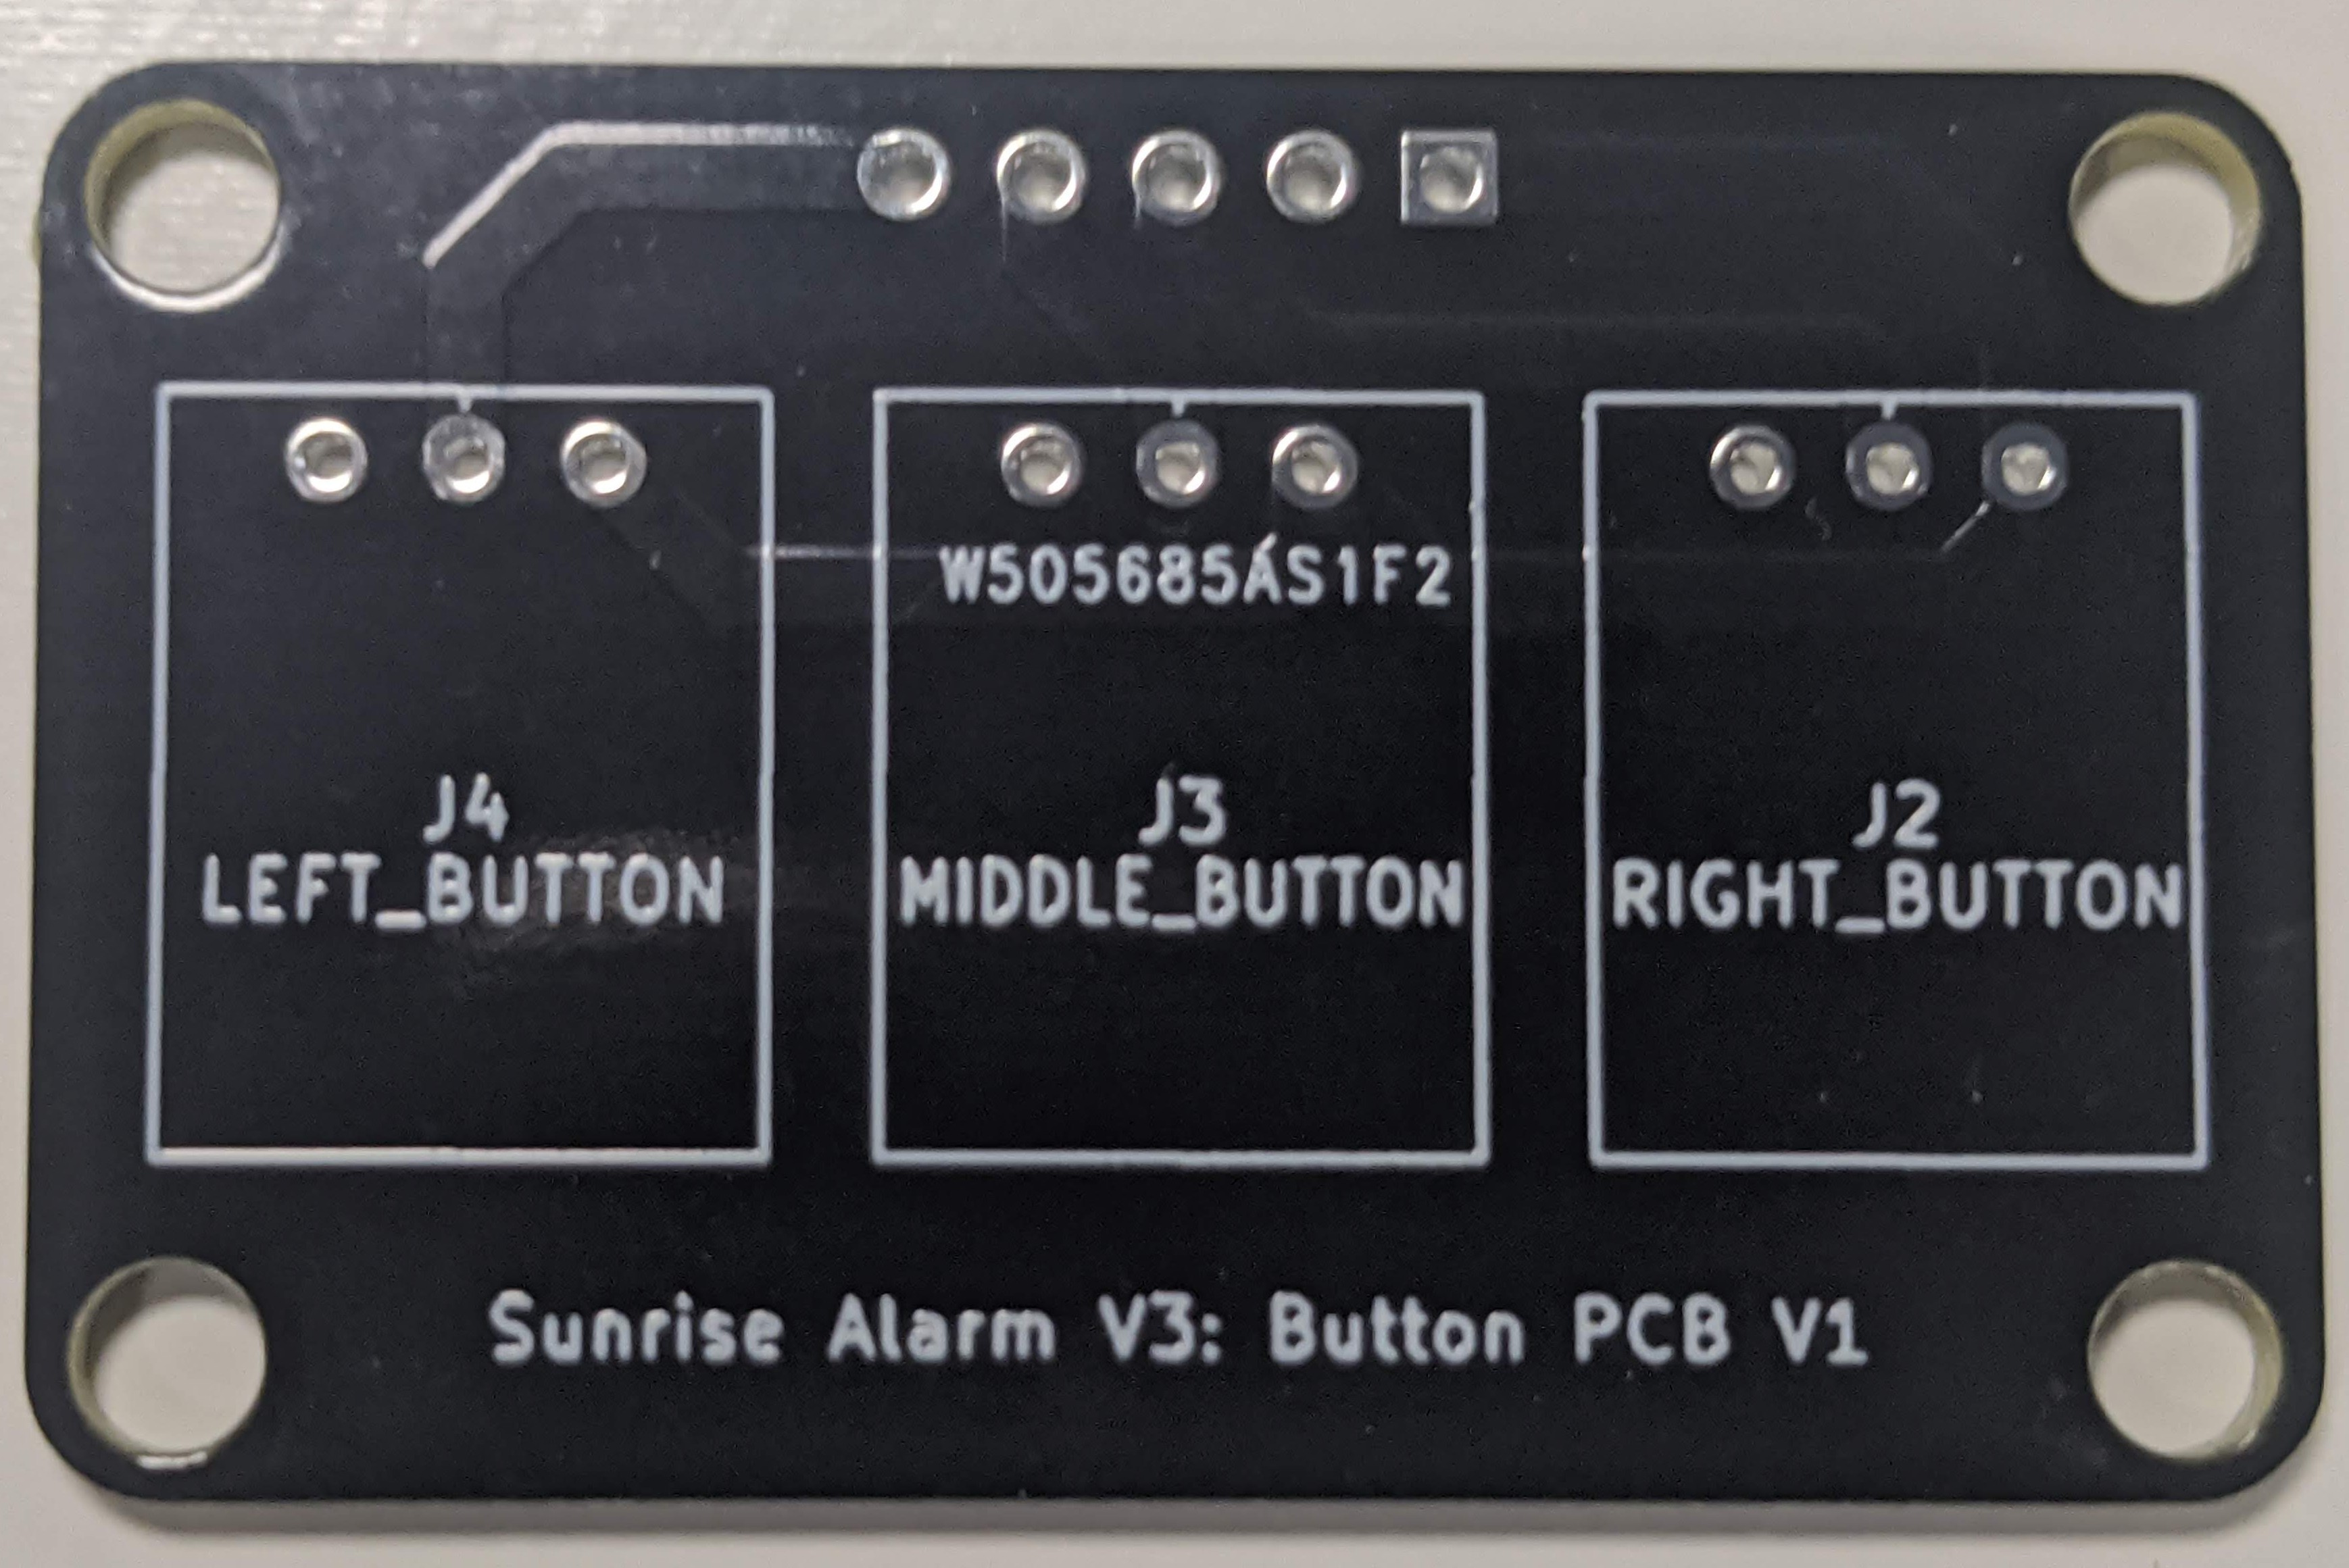 W505685AS1F2
J4
LEFT_BUTTON
J3
MIDDLE_BUTTON
J2
RIGHT_BUTTON
Sunrise Alarm V3: Button PCB V1